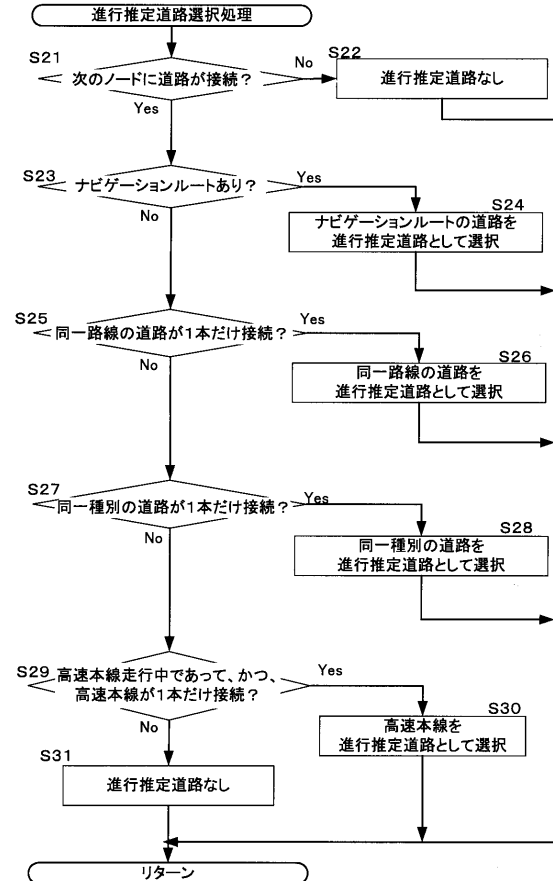 進行推定道路選択処理
S21
次のノードに道路が接続？
No
S22
進行推定道路なし
Yes
S23
ナビゲーションルートあり？
Yes
S24
ナビゲーションルートの道路を
進行推定道路として選択
No
S25
同一路線の道路が1本だけ接続？
Yes
S26
同一路線の道路を
進行推定道路として選択
No
S27
同一種別の道路が1本だけ接続？
Yes
S28
同一種別の道路を
進行推定道路として選択
No
S29
高速本線走行中であって、かつ、
高速本線が1本だけ接続？
Yes
S30
高速本線を
進行推定道路として選択
No
S31
進行推定道路なし
リターン